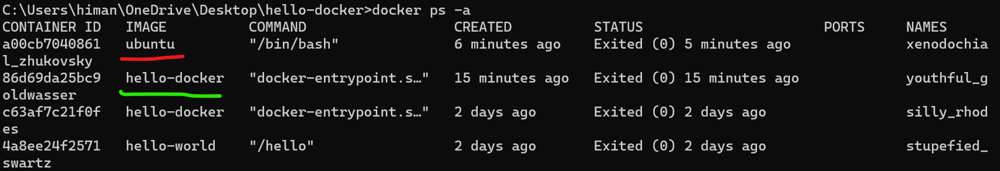 C:\Users\himan\OneDrive\Desktop\hello-docker>docker ps -a
CONTAINER ID   IMAGE          COMMAND                  CREATED          STATUS                      PORTS     NAMES
a00cb7040861   ubuntu         "/bin/bash"              6 minutes ago    Exited (0) 5 minutes ago              xenodochia
l_zhukovsky
86d69da25bc9   hello-docker   "docker-entrypoint.s…"   15 minutes ago   Exited (0) 15 minutes ago             youthful_g
oldwasser
c63af7c21f0f   hello-docker   "docker-entrypoint.s…"   2 days ago       Exited (0) 2 days ago                 silly_rhod
es
4a8ee24f2571   hello-world    "/hello"                 2 days ago       Exited (0) 2 days ago                 stupefied_
swartz